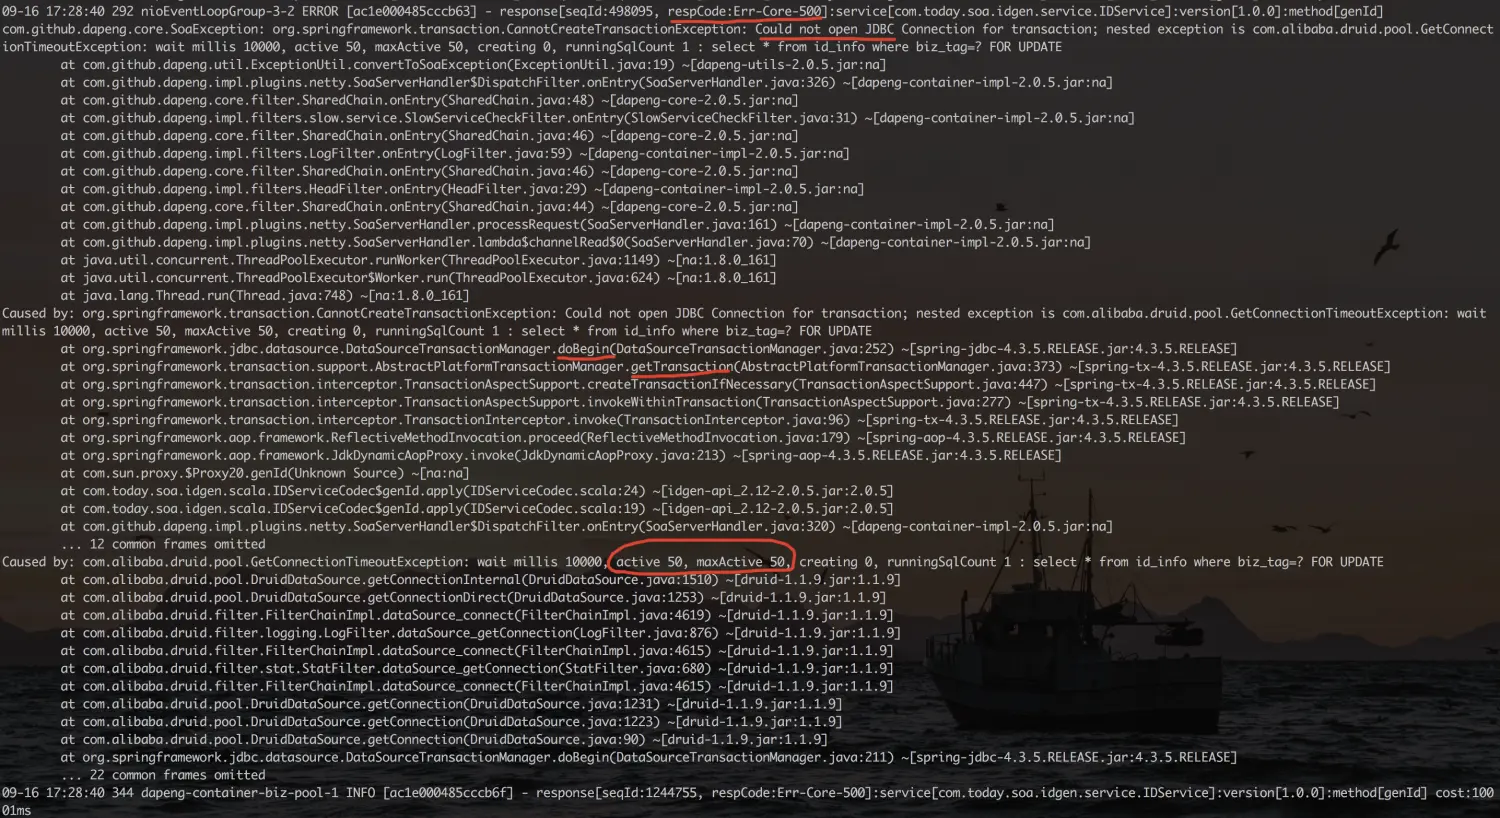 09-16 17:28:40 292 nioEventLoopGroup-3-2 ERROR [ac1e000485cccb63] - response[seqId:498095, respCode:Err-Core-500]:service[com.today.soa.idgen.service.IDService]:version[1.0.0]:method[genId]
com.github.dapeng.core.SoaException: org.springframework.transaction.CannotCreateTransactionException: Could not open JDBC Connection for transaction; nested exception is com.alibaba.druid.pool.GetConnect
ionTimeoutException: wait millis 10000, active 50, maxActive 50, creating 0, runningSqlCount 1 : select * from id_info where biz_tag=? FOR UPDATE
at com.github.dapeng.util.ExceptionUtil.convertToSoaException(ExceptionUtil.java:19) ~[dapeng-utils-2.0.5.jar:na]
at com.github.dapeng.impl.plugins.netty.SoaServerHandler$DispatchFilter.onEntry(SoaServerHandler.java:326) ~[dapeng-container-impl-2.0.5.jar:na]
at com.github.dapeng.core.filter.SharedChain.onEntry(SharedChain.java:48) ~[dapeng-core-2.0.5.jar:na]
at com.github.dapeng.impl.filters.slow.service.SlowServiceCheckFilter.onEntry(SlowServiceCheckFilter.java:31) ~[dapeng-container-impl-2.0.5.jar:na]
at com.github.dapeng.core.filter.SharedChain.onEntry(SharedChain.java:46) ~[dapeng-core-2.0.5.jar:na]
at com.github.dapeng.impl.filters.LogFilter.onEntry(LogFilter.java:59) ~[dapeng-container-impl-2.0.5.jar:na]
at com.github.dapeng.core.filter.SharedChain.onEntry(SharedChain.java:46) ~[dapeng-core-2.0.5.jar:na]
at com.github.dapeng.impl.filters.HeadFilter.onEntry(HeadFilter.java:29) ~[dapeng-container-impl-2.0.5.jar:na]
at com.github.dapeng.core.filter.SharedChain.onEntry(SharedChain.java:44) ~[dapeng-core-2.0.5.jar:na]
at com.github.dapeng.impl.plugins.netty.SoaServerHandler.processRequest(SoaServerHandler.java:161) ~[dapeng-container-impl-2.0.5.jar:na]
at com.github.dapeng.impl.plugins.netty.SoaServerHandler.lambda$channelRead$0(SoaServerHandler.java:70) ~[dapeng-container-impl-2.0.5.jar:na]
at java.util.concurrent.ThreadPoolExecutor.runWorker(ThreadPoolExecutor.java:1149) ~[na:1.8.0_161]
at java.util.concurrent.ThreadPoolExecutor$Worker.run(ThreadPoolExecutor.java:624) ~[na:1.8.0_161]
at java.lang.Thread.run(Thread.java:748) ~[na:1.8.0_161]
Caused by: org.springframework.transaction.CannotCreateTransactionException: Could not open JDBC Connection for transaction; nested exception is com.alibaba.druid.pool.GetConnectionTimeoutException: wait
millis 10000, active 50, maxActive 50, creating 0, runningSqlCount 1 : select * from id_info where biz_tag=? FOR UPDATE
at org.springframework.jdbc.datasource.DataSourceTransactionManager.doBegin(DataSourceTransactionManager.java:252) ~[spring-jdbc-4.3.5.RELEASE.jar:4.3.5.RELEASE]
at org.springframework.transaction.support.AbstractPlatformTransactionManager.getTransaction(AbstractPlatformTransactionManager.java:373) ~[spring-tx-4.3.5.RELEASE.jar:4.3.5.RELEASE]
at org.springframework.transaction.interceptor.TransactionAspectSupport.createTransactionIfNecessary(TransactionAspectSupport.java:447) ~[spring-tx-4.3.5.RELEASE.jar:4.3.5.RELEASE]
at org.springframework.transaction.interceptor.TransactionAspectSupport.invokeWithinTransaction(TransactionAspectSupport.java:277) ~[spring-tx-4.3.5.RELEASE.jar:4.3.5.RELEASE]
at org.springframework.transaction.interceptor.TransactionInterceptor.invoke(TransactionInterceptor.java:96) ~[spring-tx-4.3.5.RELEASE.jar:4.3.5.RELEASE]
at org.springframework.aop.framework.ReflectiveMethodInvocation.proceed(ReflectiveMethodInvocation.java:179) ~[spring-aop-4.3.5.RELEASE.jar:4.3.5.RELEASE]
at org.springframework.aop.framework.JdkDynamicAopProxy.invoke(JdkDynamicAopProxy.java:213) ~[spring-aop-4.3.5.RELEASE.jar:4.3.5.RELEASE]
at com.sun.proxy.$Proxy20.genId(Unknown Source) ~[na:na]
at com.today.soa.idgen.scala.IDServiceCodec$genId.apply(IDServiceCodec.scala:24) ~[idgen-api_2.12-2.0.5.jar:2.0.5]
at com.today.soa.idgen.scala.IDServiceCodec$genId.apply(IDServiceCodec.scala:19) ~[idgen-api_2.12-2.0.5.jar:2.0.5]
at com.github.dapeng.impl.plugins.netty.SoaServerHandler$DispatchFilter.onEntry(SoaServerHandler.java:320) ~[dapeng-container-impl-2.0.5.jar:na]
... 12 common frames omitted
Caused by: com.alibaba.druid.pool.GetConnectionTimeoutException: wait millis 10000, active 50, maxActive 50, creating 0, runningSqlCount 1 : select * from id_info where biz_tag=? FOR UPDATE
at com.alibaba.druid.pool.DruidDataSource.getConnectionInternal(DruidDataSource.java:1510) ~[druid-1.1.9.jar:1.1.9]
at com.alibaba.druid.pool.DruidDataSource.getConnectionDirect(DruidDataSource.java:1253) ~[druid-1.1.9.jar:1.1.9]
at com.alibaba.druid.filter.FilterChainImpl.dataSource_connect(FilterChainImpl.java:4619) ~[druid-1.1.9.jar:1.1.9]
at com.alibaba.druid.filter.logging.LogFilter.dataSource_getConnection(LogFilter.java:876) ~[druid-1.1.9.jar:1.1.9]
at com.alibaba.druid.filter.FilterChainImpl.dataSource_connect(FilterChainImpl.java:4615) ~[druid-1.1.9.jar:1.1.9]
at com.alibaba.druid.filter.stat.StatFilter.dataSource_getConnection(StatFilter.java:680) ~[druid-1.1.9.jar:1.1.9]
at com.alibaba.druid.filter.FilterChainImpl.dataSource_connect(FilterChainImpl.java:4615) ~[druid-1.1.9.jar:1.1.9]
at com.alibaba.druid.pool.DruidDataSource.getConnection(DruidDataSource.java:1231) ~[druid-1.1.9.jar:1.1.9]
at com.alibaba.druid.pool.DruidDataSource.getConnection(DruidDataSource.java:1223) ~[druid-1.1.9.jar:1.1.9]
at com.alibaba.druid.pool.DruidDataSource.getConnection(DruidDataSource.java:90) ~[druid-1.1.9.jar:1.1.9]
at org.springframework.jdbc.datasource.DataSourceTransactionManager.doBegin(DataSourceTransactionManager.java:211) ~[spring-jdbc-4.3.5.RELEASE.jar:4.3.5.RELEASE]
... 22 common frames omitted
09-16 17:28:40 344 dapeng-container-biz-pool-1 INFO [ac1e000485cccb6f] - response[seqId:1244755, respCode:Err-Core-500]:service[com.today.soa.idgen.service.IDService]:version[1.0.0]:method[genId] cost:100
01ms